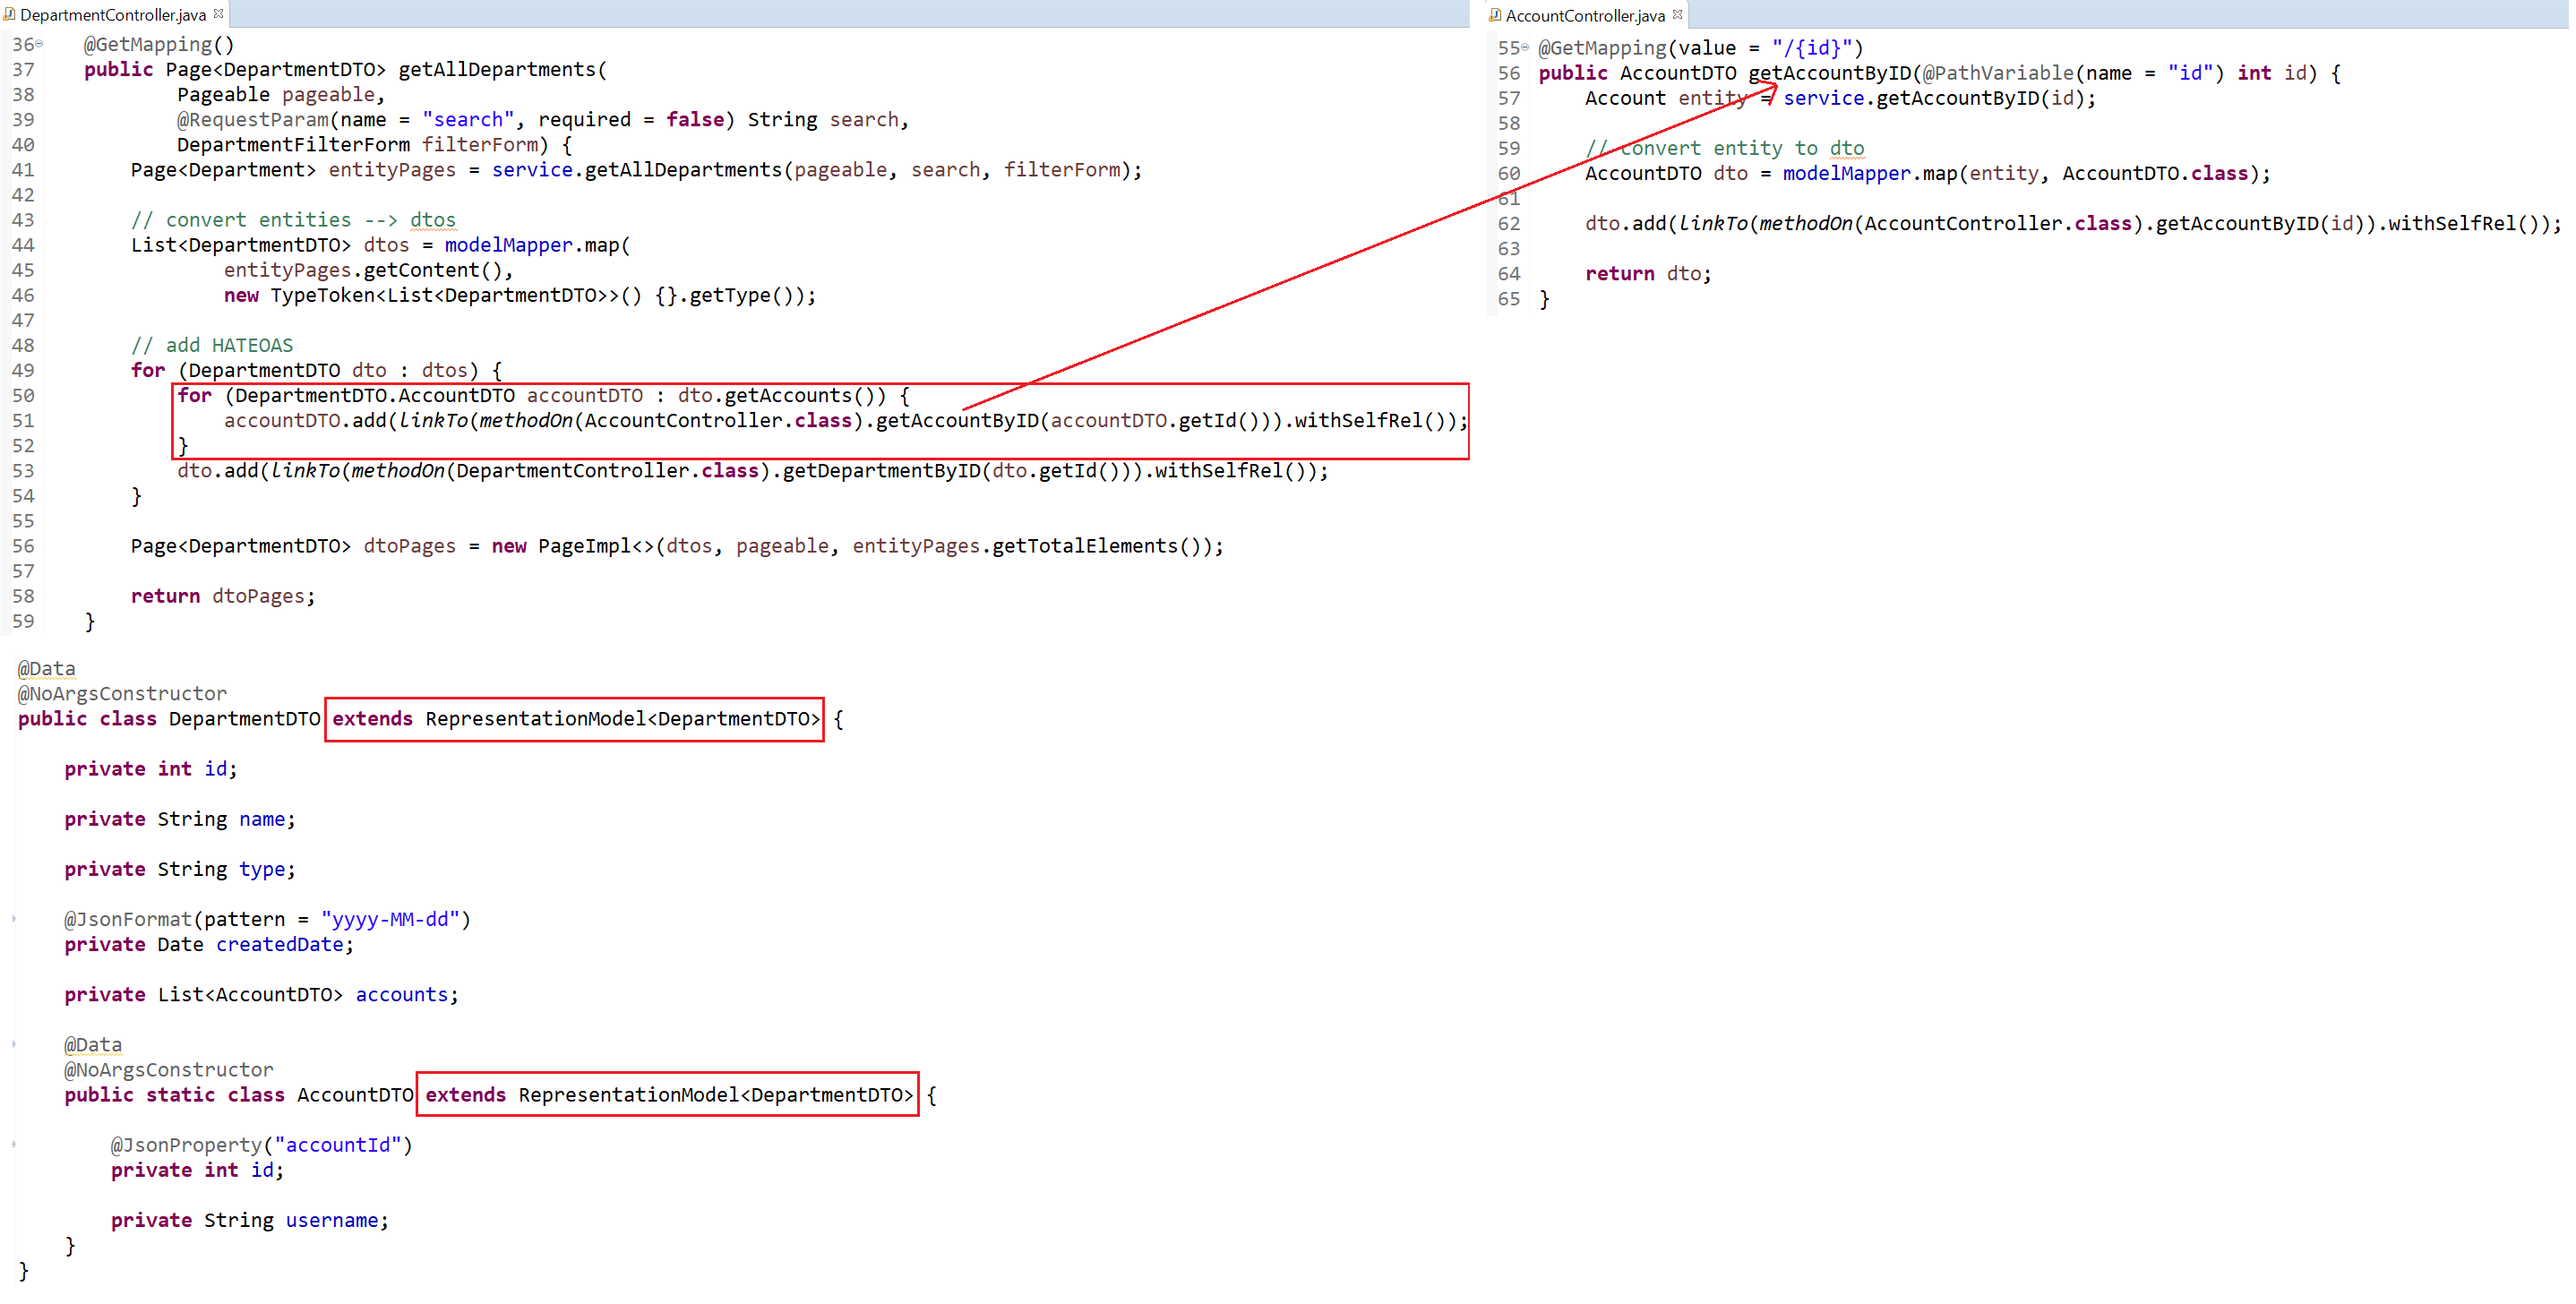 DepartmentController.java
36 @GetMapping()
37 public Page<DepartmentDTO> getAllDepartments(
38 Pageable pageable,
39 @RequestParam(name = "search", required = false) String search,
40 DepartmentFilterForm filterForm) {
41 Page<Department> entityPages = service.getAllDepartments(pageable, search, filterForm);
42
43 // convert entities --> dtos
44 List<DepartmentDTO> dtos = modelMapper.map(
45 entityPages.getContent(),
46 new TypeToken<List<DepartmentDTO>>() {}.getType());
47
48 // add HATEOAS
49 for (DepartmentDTO dto : dtos) {
50 for (DepartmentDTO.AccountDTO accountDTO : dto.getAccounts()) {
51 accountDTO.add(linkTo(methodOn(AccountController.class).getAccountByID(accountDTO.getId())).withSelfRel());
52 }
53 dto.add(linkTo(methodOn(DepartmentController.class).getDepartmentByID(dto.getId())).withSelfRel());
54 }
55
56 Page<DepartmentDTO> dtoPages = new PageImpl<>(dtos, pageable, entityPages.getTotalElements());
57
58 return dtoPages;
59 }
AccountController.java
55 @GetMapping(value = "/{id}")
56 public AccountDTO getAccountByID(@PathVariable(name = "id") int id) {
57 Account entity = service.getAccountByID(id);
58
59 // convert entity to dto
60 AccountDTO dto = modelMapper.map(entity, AccountDTO.class);
61
62 dto.add(linkTo(methodOn(AccountController.class).getAccountByID(id)).withSelfRel());
63
64 return dto;
65 }
@Data
@NoArgsConstructor
public class DepartmentDTO extends RepresentationModel<DepartmentDTO> {
private int id;
private String name;
private String type;
@JsonFormat(pattern = "yyyy-MM-dd")
private Date createdDate;
private List<AccountDTO> accounts;
@Data
@NoArgsConstructor
public static class AccountDTO extends RepresentationModel<DepartmentDTO> {
@JsonProperty("accountId")
private int id;
private String username;
}
}